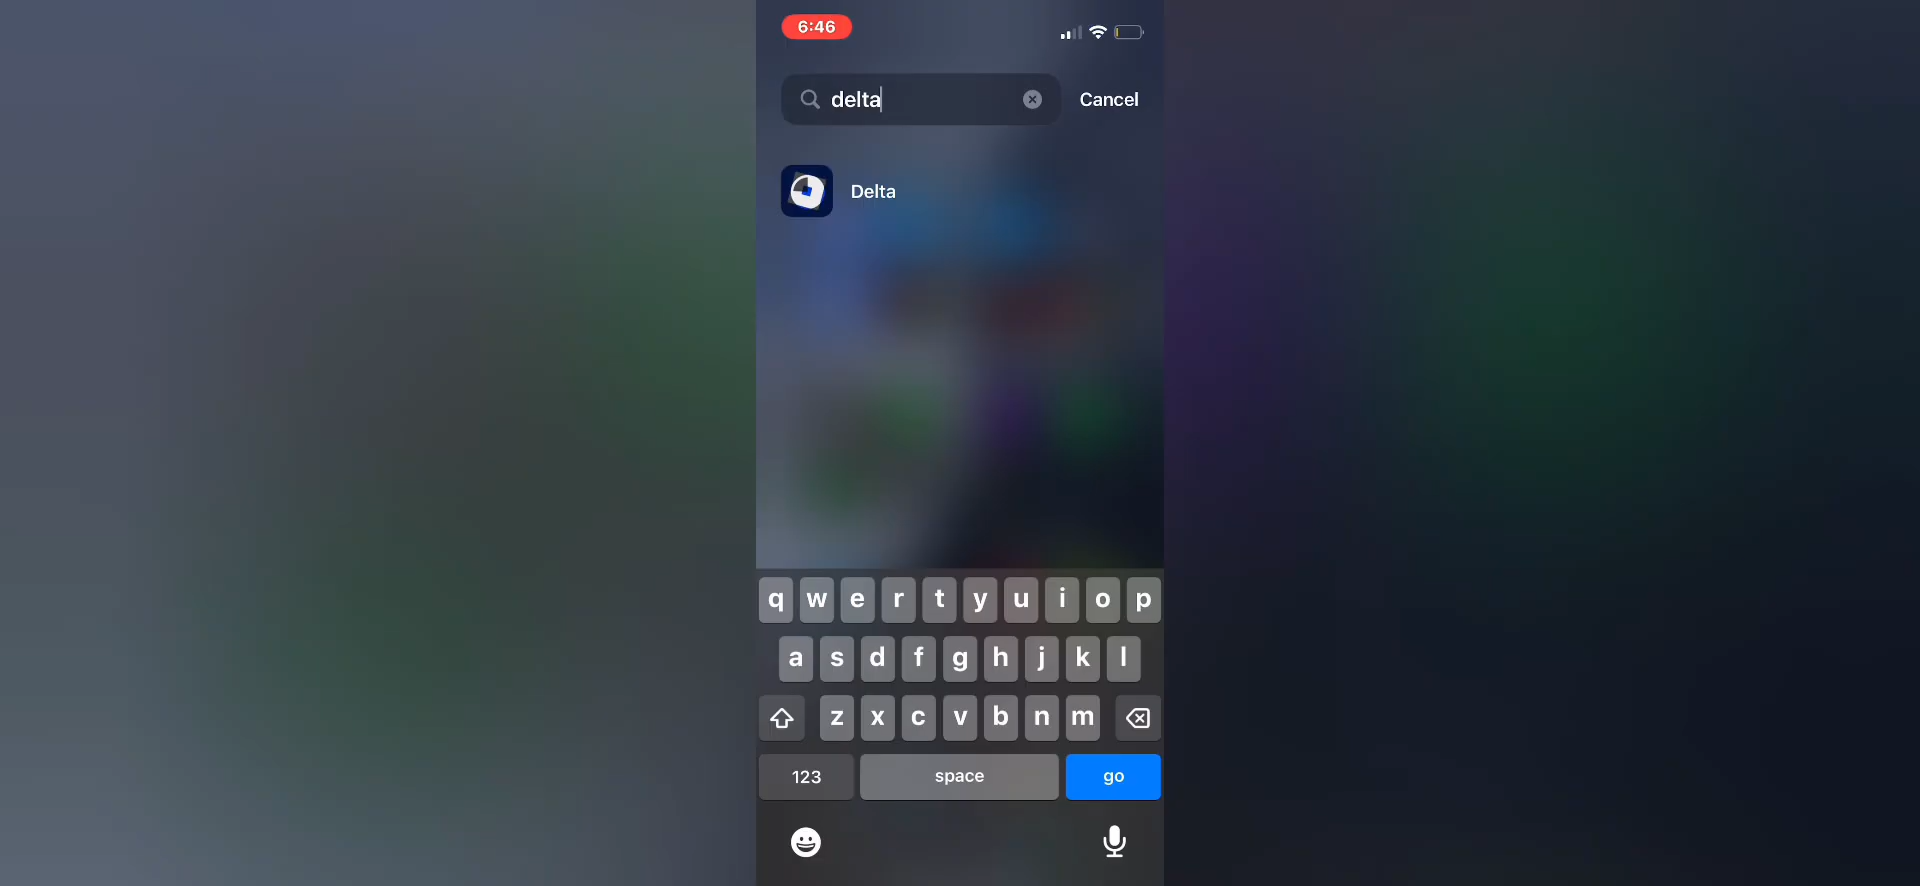 6:46
delta
Cancel
Delta
q w e r t y u i o p
a s d f g h j k l
z x c v b n m
123 space go